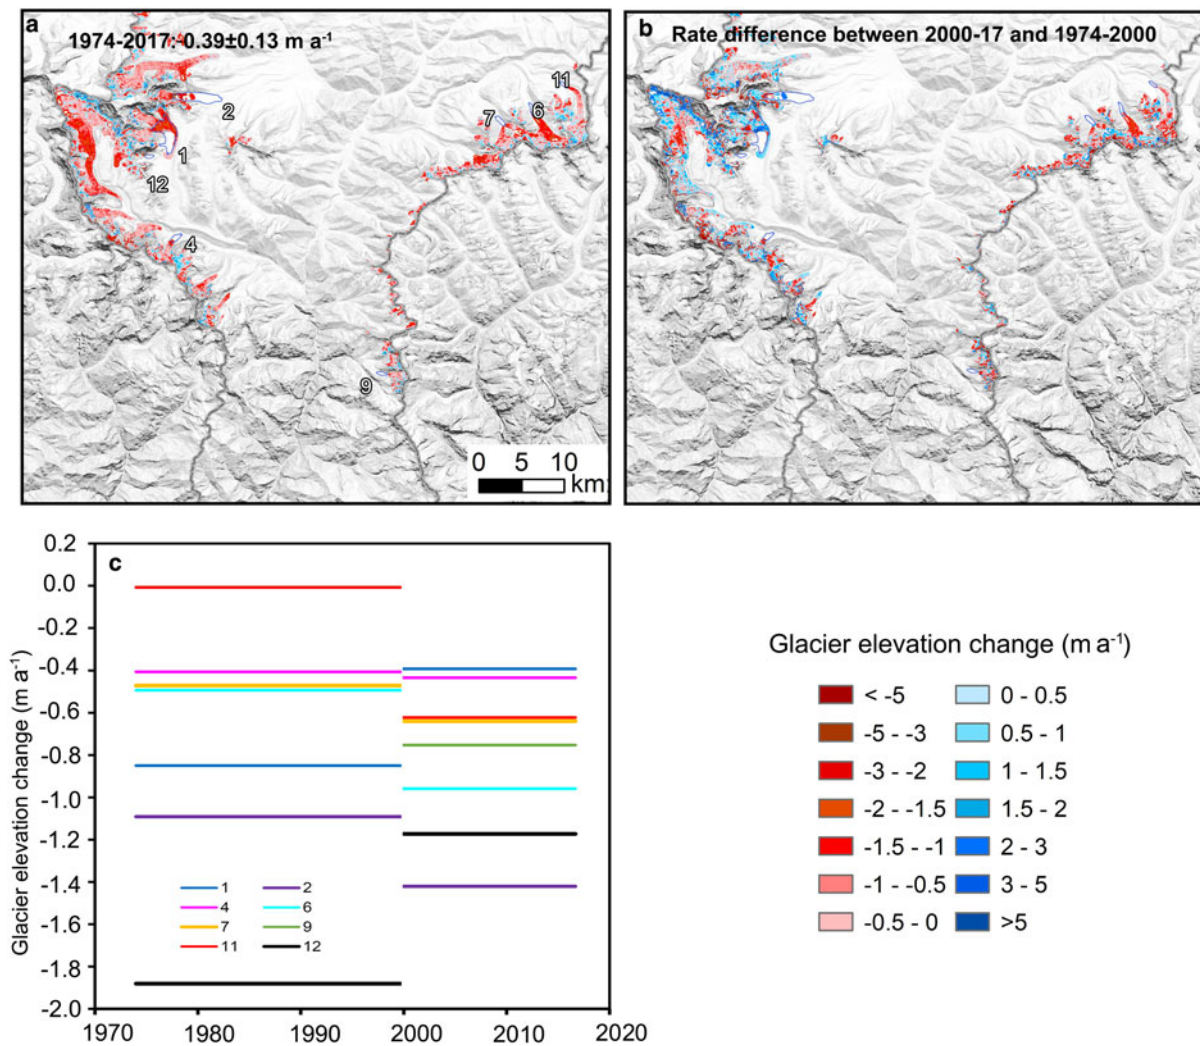 a
1974-2017:-0.39±0.13 m a⁻¹
2
1
12
4
7
6
11
9
0 5 10
km
b
Rate difference between 2000-17 and 1974-2000
c
Glacier elevation change (m a⁻¹)
0.2
0.0
-0.2
-0.4
-0.6
-0.8
-1.0
-1.2
-1.4
-1.6
-1.8
-2.0
1970 1980 1990 2000 2010 2020
1 2
4 6
7 9
11 12
Glacier elevation change (m a⁻¹)
< -5 0 - 0.5
-5 - -3 0.5 - 1
-3 - -2 1 - 1.5
-2 - -1.5 1.5 - 2
-1.5 - -1 2 - 3
-1 - -0.5 3 - 5
-0.5 - 0 >5